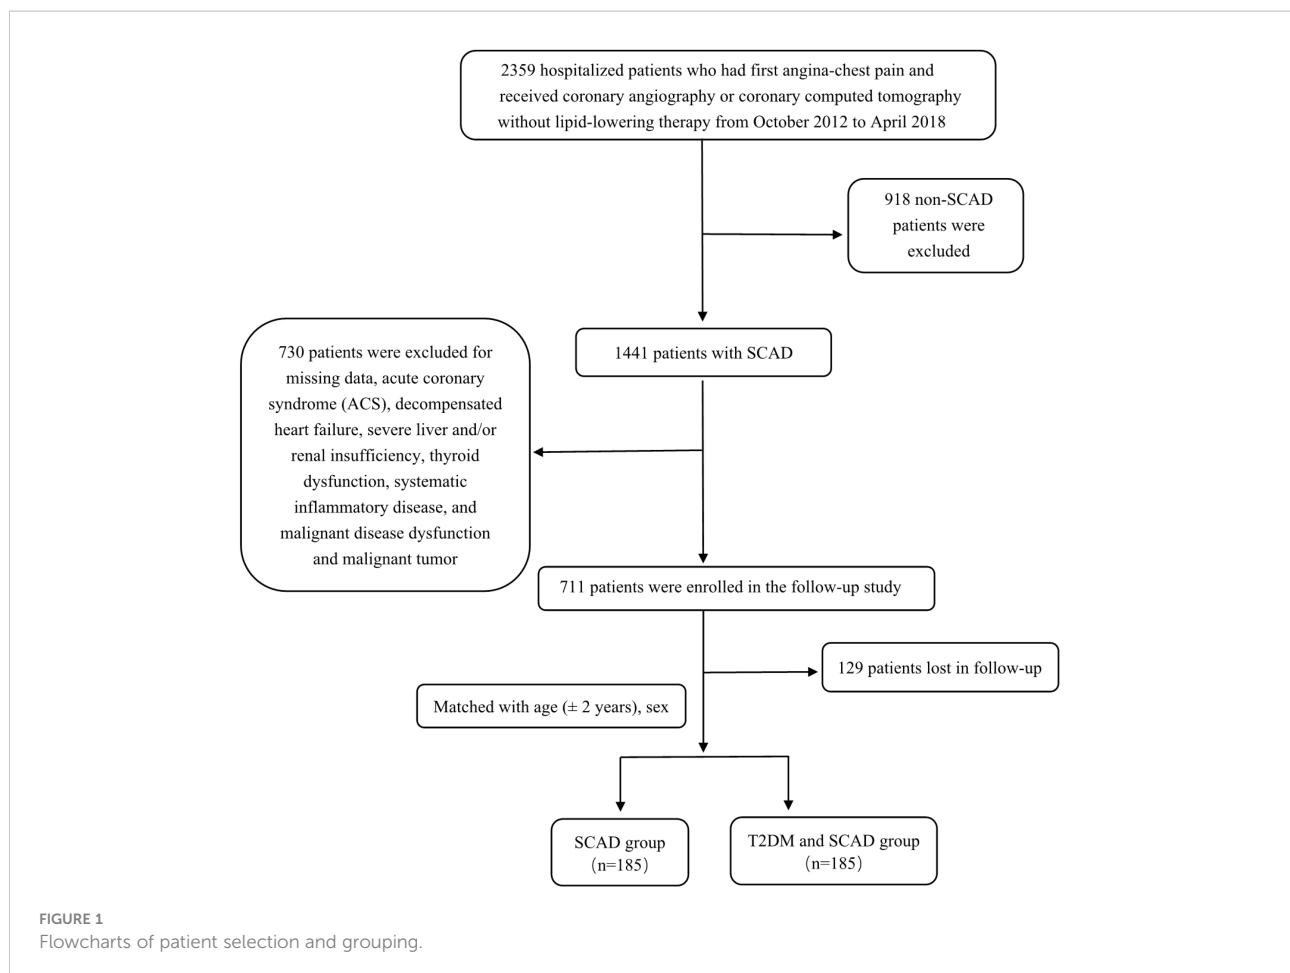 2359 hospitalized patients who had first angina-chest pain and
received coronary angiography or coronary computed tomography
without lipid-lowering therapy from October 2012 to April 2018
918 non-SCAD
patients were
excluded
1441 patients with SCAD
730 patients were excluded for
missing data, acute coronary
syndrome (ACS), decompensated
heart failure, severe liver and/or
renal insufficiency, thyroid
dysfunction, systematic
inflammatory disease, and
malignant disease dysfunction
and malignant tumor
711 patients were enrolled in the follow-up study
129 patients lost in follow-up
Matched with age (± 2 years), sex
SCAD group
(n=185)
T2DM and SCAD group
(n=185)
FIGURE 1
Flowcharts of patient selection and grouping.